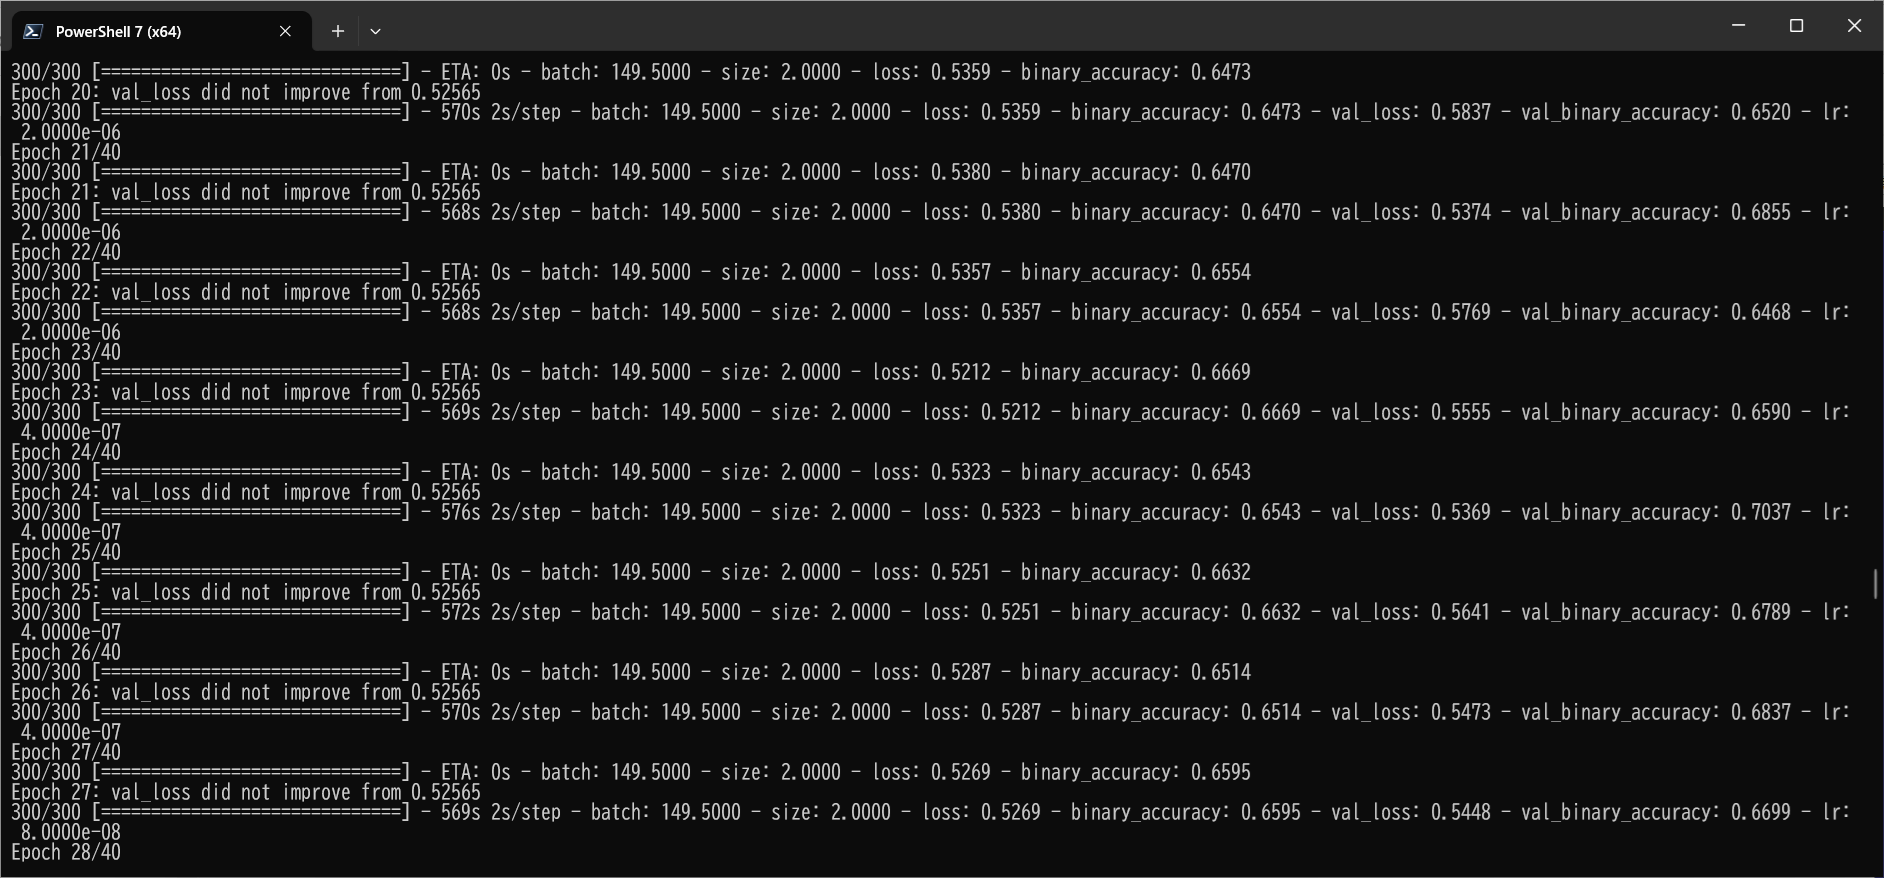 PowerShell 7 (x64)
300/300 [==============================] - ETA: 0s - batch: 149.5000 - size: 2.0000 - loss: 0.5359 - binary_accuracy: 0.6473
Epoch 20: val_loss did not improve from 0.52565
300/300 [==============================] - 570s 2s/step - batch: 149.5000 - size: 2.0000 - loss: 0.5359 - binary_accuracy: 0.6473 - val_loss: 0.5837 - val_binary_accuracy: 0.6520 - lr:
2.0000e-06
Epoch 21/40
300/300 [==============================] - ETA: 0s - batch: 149.5000 - size: 2.0000 - loss: 0.5380 - binary_accuracy: 0.6470
Epoch 21: val_loss did not improve from 0.52565
300/300 [==============================] - 568s 2s/step - batch: 149.5000 - size: 2.0000 - loss: 0.5380 - binary_accuracy: 0.6470 - val_loss: 0.5374 - val_binary_accuracy: 0.6855 - lr:
2.0000e-06
Epoch 22/40
300/300 [==============================] - ETA: 0s - batch: 149.5000 - size: 2.0000 - loss: 0.5357 - binary_accuracy: 0.6554
Epoch 22: val_loss did not improve from 0.52565
300/300 [==============================] - 568s 2s/step - batch: 149.5000 - size: 2.0000 - loss: 0.5357 - binary_accuracy: 0.6554 - val_loss: 0.5769 - val_binary_accuracy: 0.6468 - lr:
2.0000e-06
Epoch 23/40
300/300 [==============================] - ETA: 0s - batch: 149.5000 - size: 2.0000 - loss: 0.5212 - binary_accuracy: 0.6669
Epoch 23: val_loss did not improve from 0.52565
300/300 [==============================] - 569s 2s/step - batch: 149.5000 - size: 2.0000 - loss: 0.5212 - binary_accuracy: 0.6669 - val_loss: 0.5555 - val_binary_accuracy: 0.6590 - lr:
4.0000e-07
Epoch 24/40
300/300 [==============================] - ETA: 0s - batch: 149.5000 - size: 2.0000 - loss: 0.5323 - binary_accuracy: 0.6543
Epoch 24: val_loss did not improve from 0.52565
300/300 [==============================] - 576s 2s/step - batch: 149.5000 - size: 2.0000 - loss: 0.5323 - binary_accuracy: 0.6543 - val_loss: 0.5369 - val_binary_accuracy: 0.7037 - lr:
4.0000e-07
Epoch 25/40
300/300 [==============================] - ETA: 0s - batch: 149.5000 - size: 2.0000 - loss: 0.5251 - binary_accuracy: 0.6632
Epoch 25: val_loss did not improve from 0.52565
300/300 [==============================] - 572s 2s/step - batch: 149.5000 - size: 2.0000 - loss: 0.5251 - binary_accuracy: 0.6632 - val_loss: 0.5641 - val_binary_accuracy: 0.6789 - lr:
4.0000e-07
Epoch 26/40
300/300 [==============================] - ETA: 0s - batch: 149.5000 - size: 2.0000 - loss: 0.5287 - binary_accuracy: 0.6514
Epoch 26: val_loss did not improve from 0.52565
300/300 [==============================] - 570s 2s/step - batch: 149.5000 - size: 2.0000 - loss: 0.5287 - binary_accuracy: 0.6514 - val_loss: 0.5473 - val_binary_accuracy: 0.6837 - lr:
4.0000e-07
Epoch 27/40
300/300 [==============================] - ETA: 0s - batch: 149.5000 - size: 2.0000 - loss: 0.5269 - binary_accuracy: 0.6595
Epoch 27: val_loss did not improve from 0.52565
300/300 [==============================] - 569s 2s/step - batch: 149.5000 - size: 2.0000 - loss: 0.5269 - binary_accuracy: 0.6595 - val_loss: 0.5448 - val_binary_accuracy: 0.6699 - lr:
8.0000e-08
Epoch 28/40